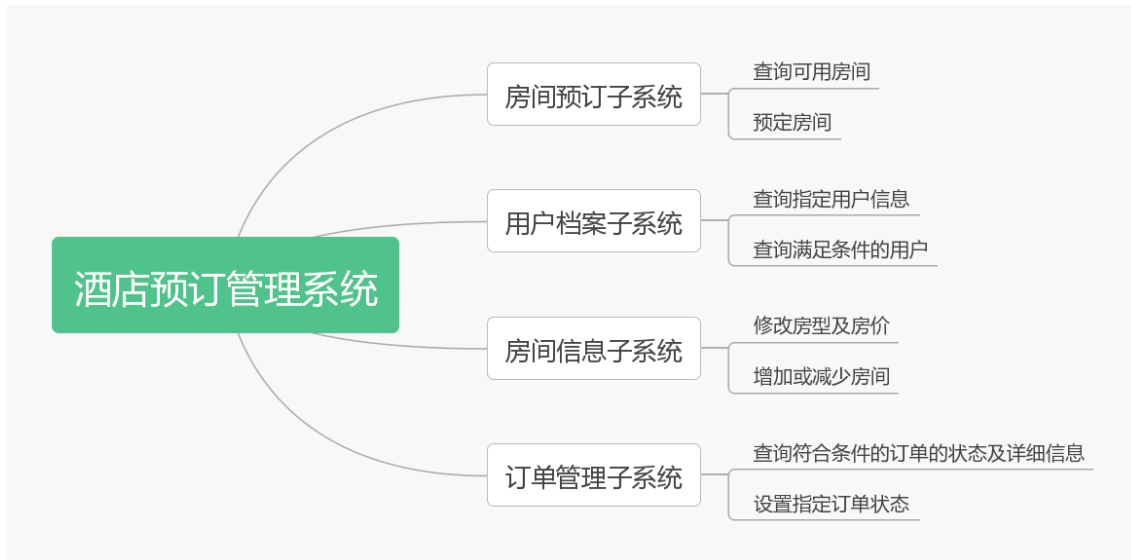 酒店预订管理系统
房间预订子系统
查询可用房间
预定房间
用户档案子系统
查询指定用户信息
查询满足条件的用户
房间信息子系统
修改房型及房价
增加或减少房间
订单管理子系统
查询符合条件的订单的状态及详细信息
设置指定订单状态